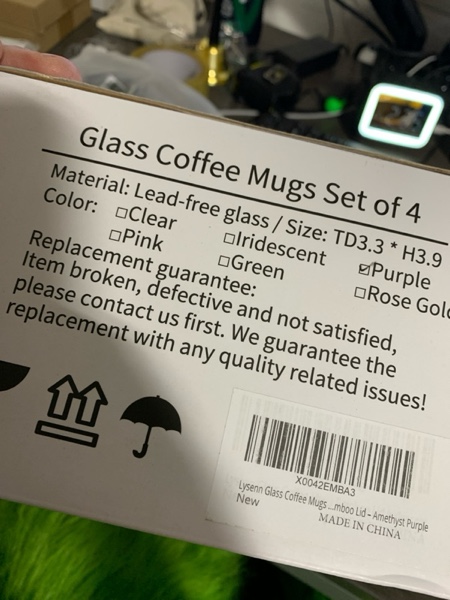 Glass Coffee Mugs Set of 4
Material: Lead-free glass / Size: TD3.3 * H3.9
Color: □Clear □Iridescent ☑Purple
□Pink □Green □Rose Gol
Replacement guarantee:
Item broken, defective and not satisfied,
please contact us first. We guarantee the
replacement with any quality related issues!
X0042EMBA3
Lysenn Glass Coffee Mugs ...mboo Lid – Amethyst Purple
New
MADE IN CHINA